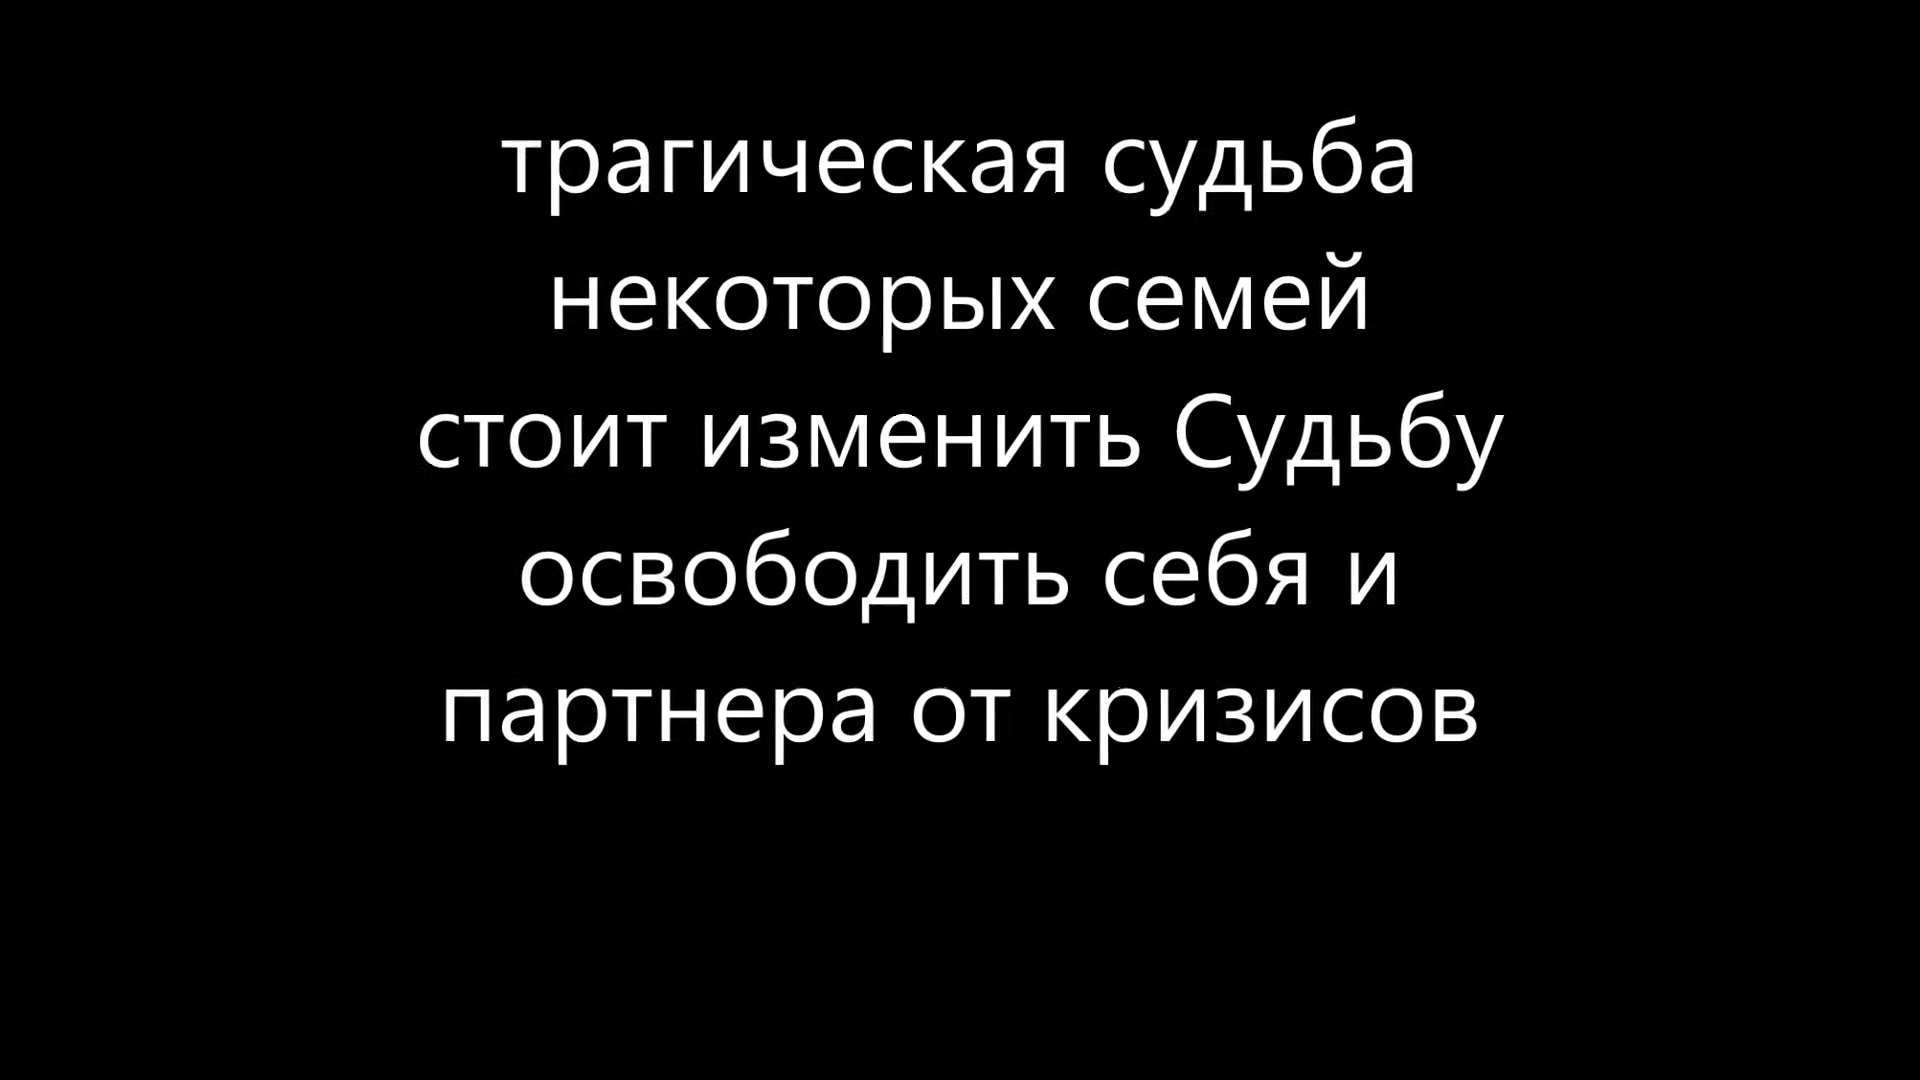 трагическая судьба
некоторых семей
стоит изменить Судьбу
освободить себя и
партнера от кризисов